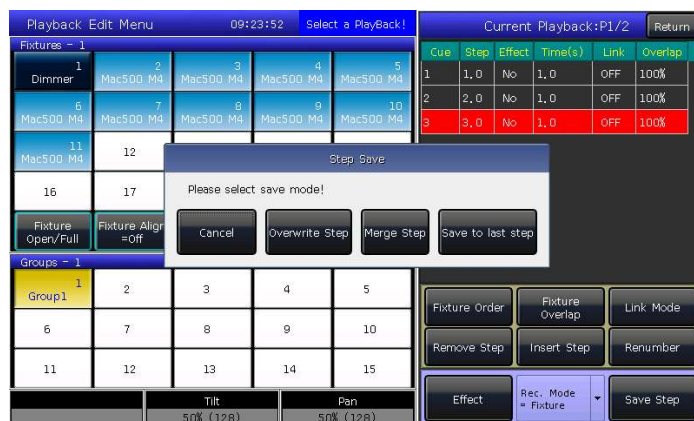 Playback Edit Menu 09:23:52 Select a PlayBack!
Fixtures - 1
1 Dimmer
2 Mac500 M4
3 Mac500 M4
4 Mac500 M4
5 Mac500 M4
6 Mac500 M4
7 Mac500 M4
8 Mac500 M4
9 Mac500 M4
10 Mac500 M4
11 Mac500 M4
12
16
17
Fixture Open/Full
Fixture Align =Off
Step Save
Please select save mode!
Cancel
Overwrite Step
Merge Step
Save to last step
Groups - 1
1 Group1
2
3
4
5
6
7
8
9
10
11
12
13
14
15
Tilt
50% (128)
Pan
50% (128)
Current Playback:P1/2 Return
Cue Step Effect Time(s) Link Overlap
1 1.0 No 1.0 OFF 100%
2 2.0 No 1.0 OFF 100%
3 3.0 No 1.0 OFF 100%
Fixture Order
Fixture Overlap
Link Mode
Remove Step
Insert Step
Renumber
Effect
Rec. Mode
= Fixture
Save Step